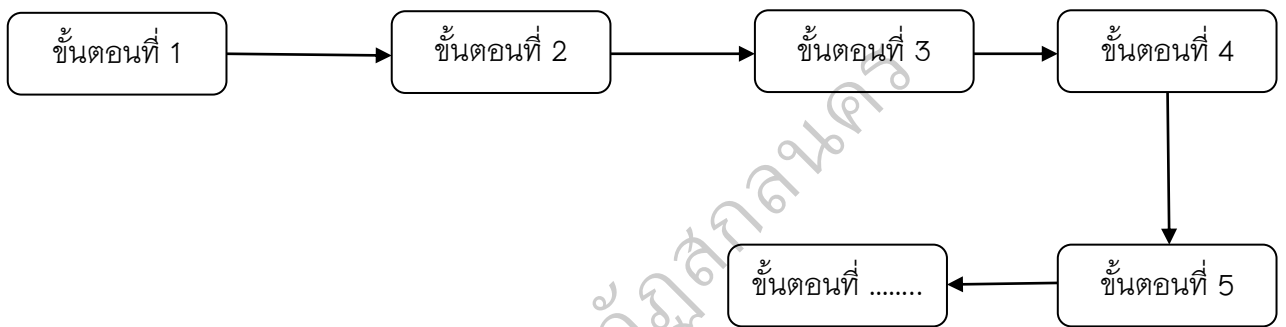 ขั้นตอนที่ 1
ขั้นตอนที่ 2
ขั้นตอนที่ 3
ขั้นตอนที่ 4
ขั้นตอนที่ 5
ขั้นตอนที่ ........